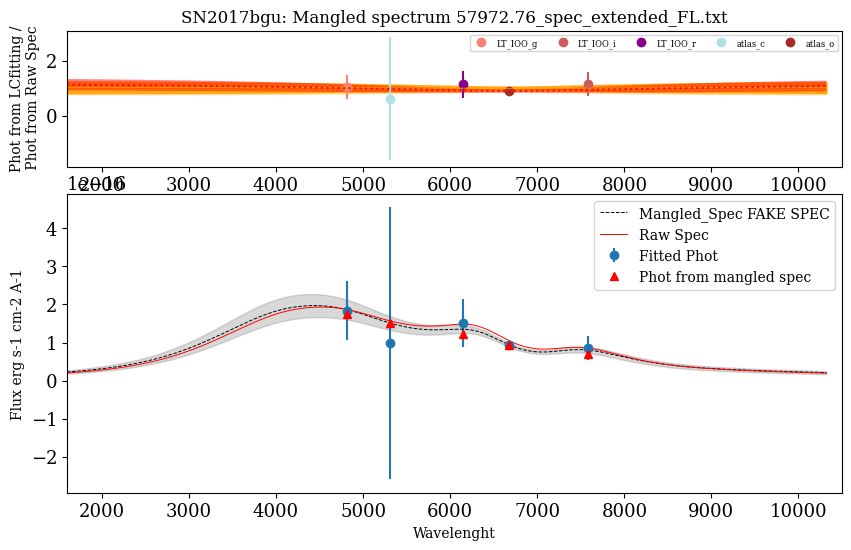 SN2017bgu: Mangled spectrum 57972.76_spec_extended_FL.txt
Phot from LCfitting /
Phot from Raw Spec
2
0
LT_IOO_g
LT_IOO_i
LT_IOO_r
atlas_c
atlas_o
2000 3000 4000 5000 6000 7000 8000 9000 10000
1e-16
Flux erg s-1 cm-2 A-1
4
3
2
1
0
−1
−2
Mangled_Spec FAKE SPEC
Raw Spec
Fitted Phot
Phot from mangled spec
2000 3000 4000 5000 6000 7000 8000 9000 10000
Wavelenght